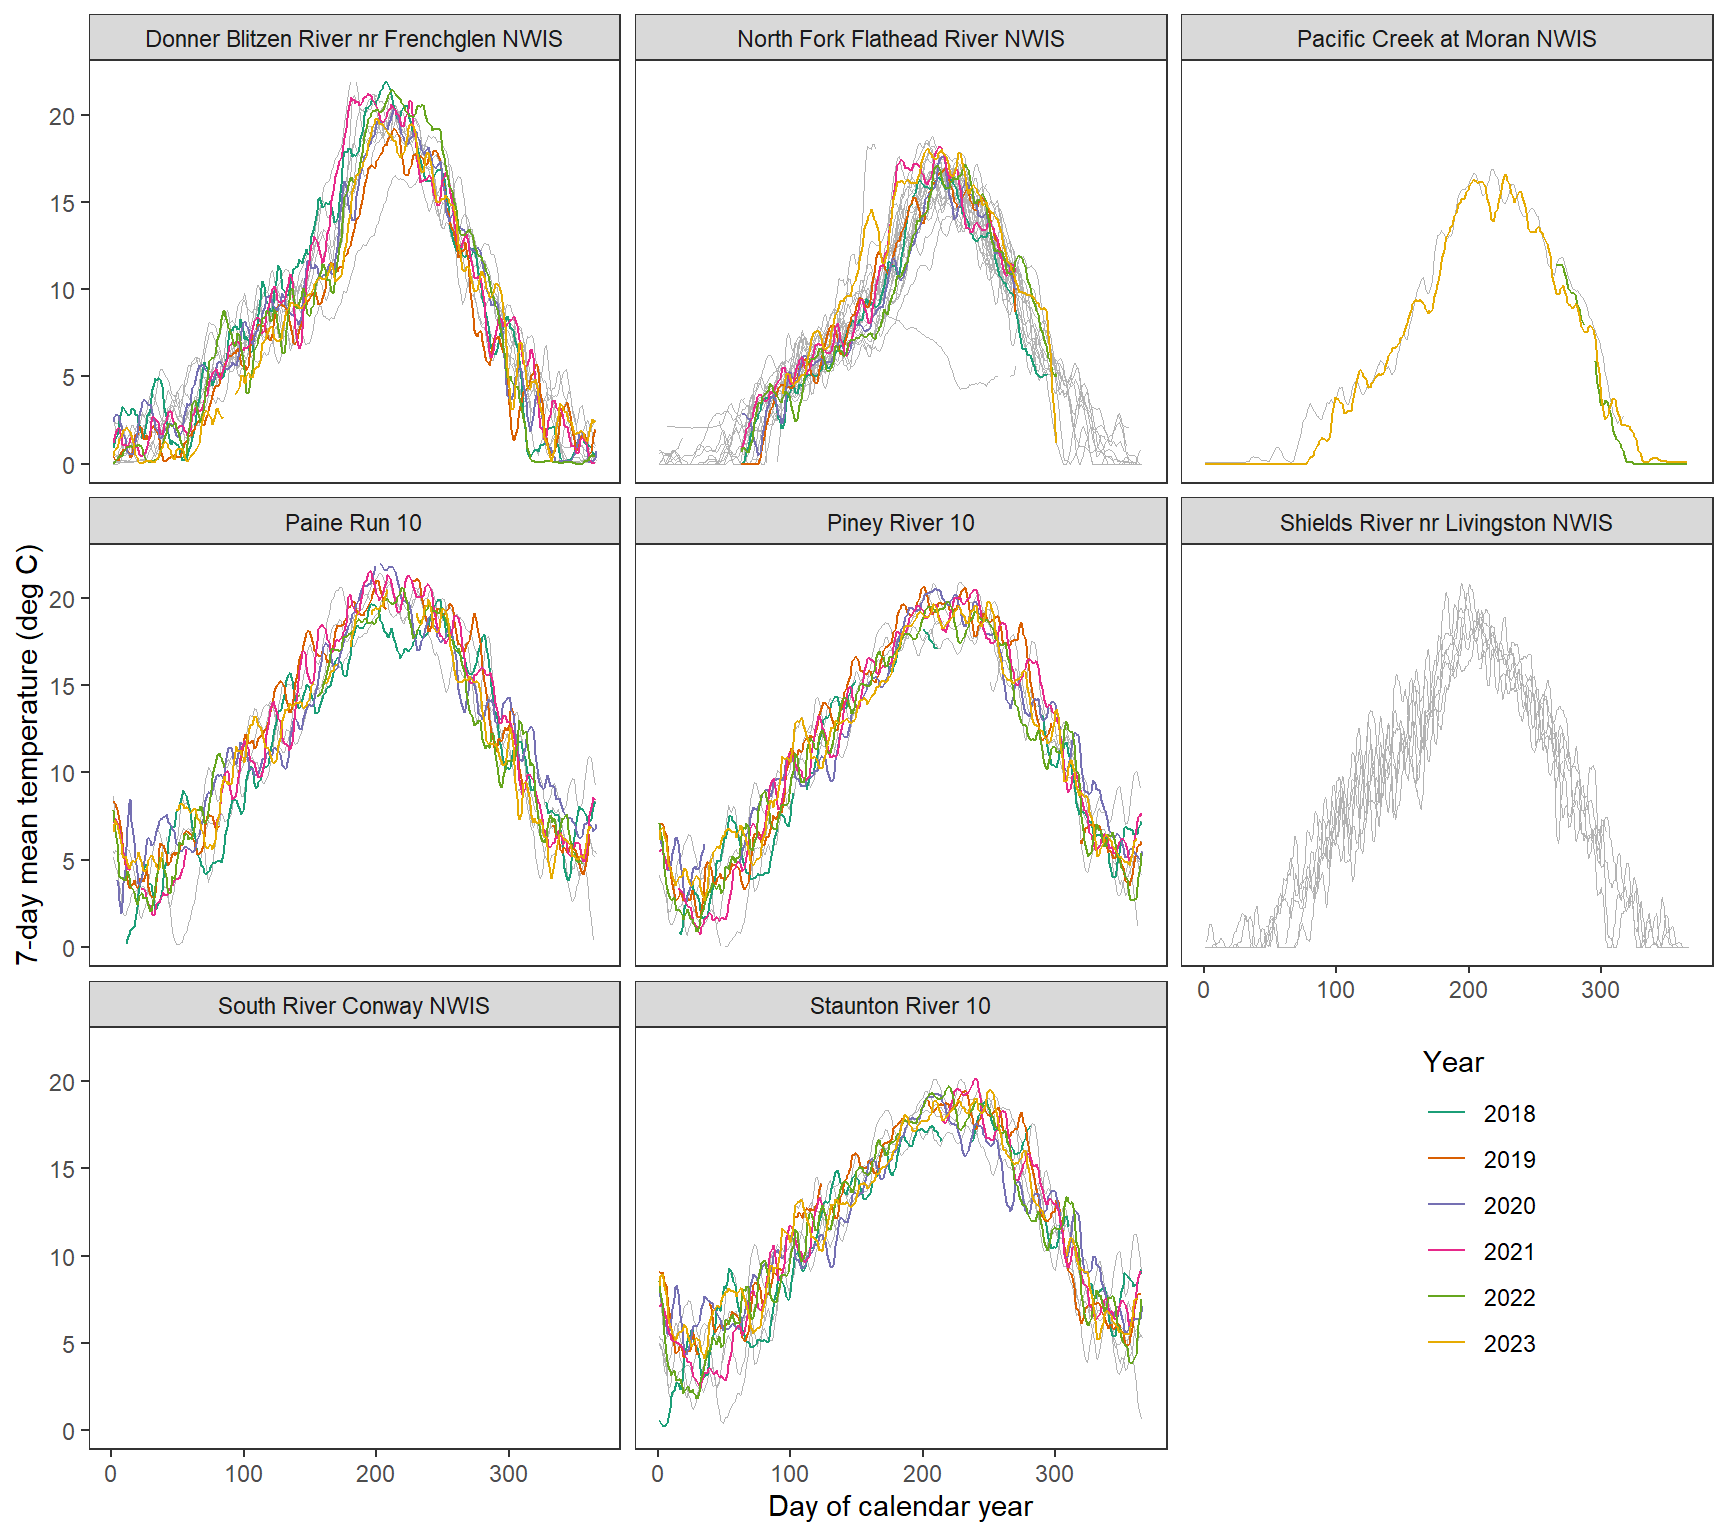 Donner Blitzen River nr Frenchglen NWIS
North Fork Flathead River NWIS
Pacific Creek at Moran NWIS
20
15
10
5
0
Paine Run 10
Piney River 10
Shields River nr Livingston NWIS
7-day mean temperature (deg C)
20
15
10
5
0
0 100 200 300
South River Conway NWIS
Staunton River 10
20
15
10
5
0
0 100 200 300
0 100 200 300
Day of calendar year
Year
2018
2019
2020
2021
2022
2023